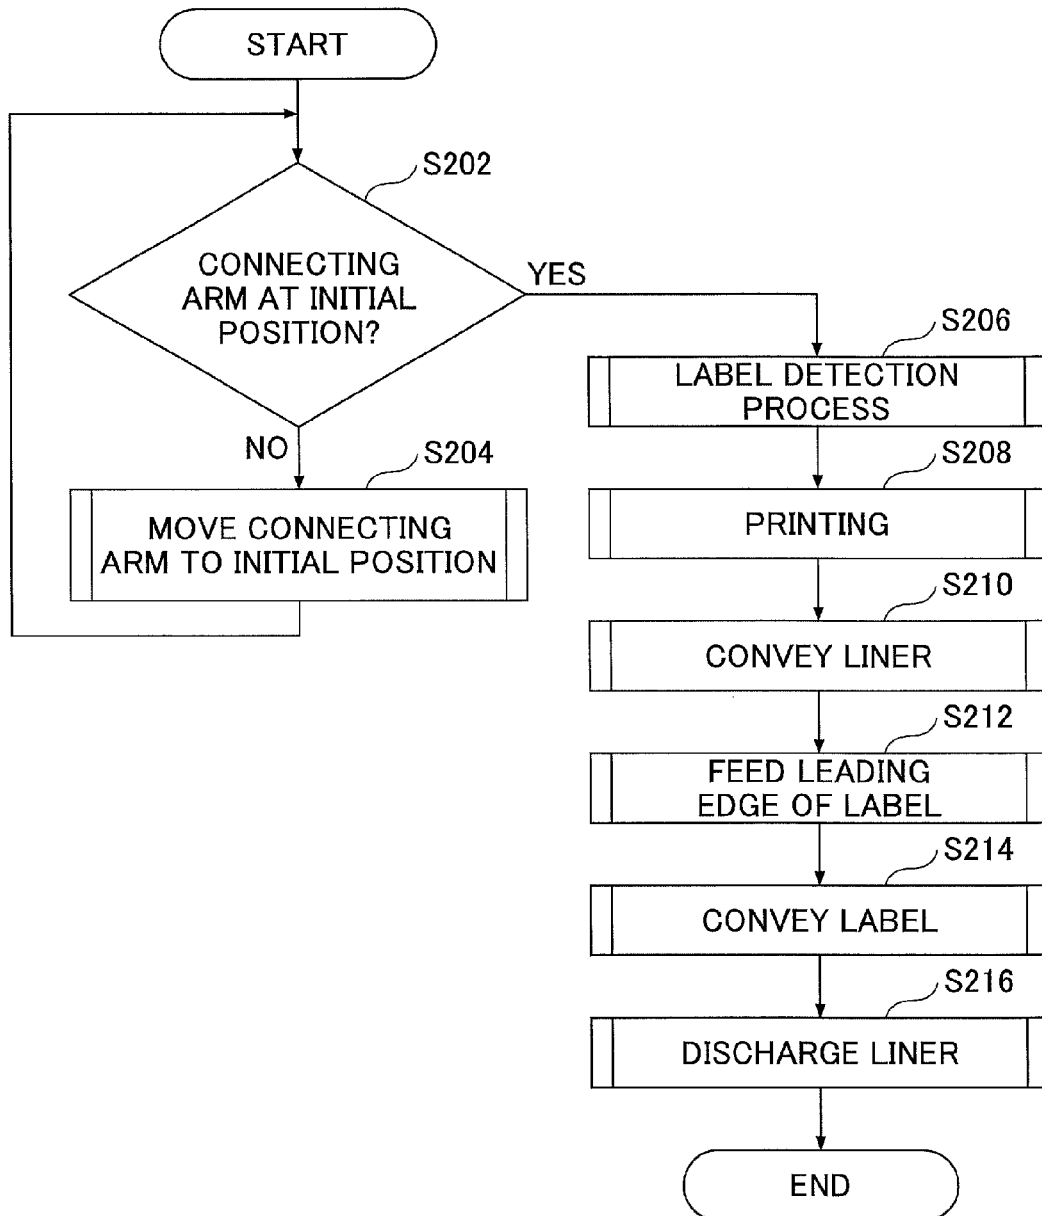 START
S202
CONNECTING
ARM AT INITIAL
POSITION?
YES
NO
S204
MOVE CONNECTING
ARM TO INITIAL POSITION
S206
LABEL DETECTION
PROCESS
S208
PRINTING
S210
CONVEY LINER
S212
FEED LEADING
EDGE OF LABEL
S214
CONVEY LABEL
S216
DISCHARGE LINER
END